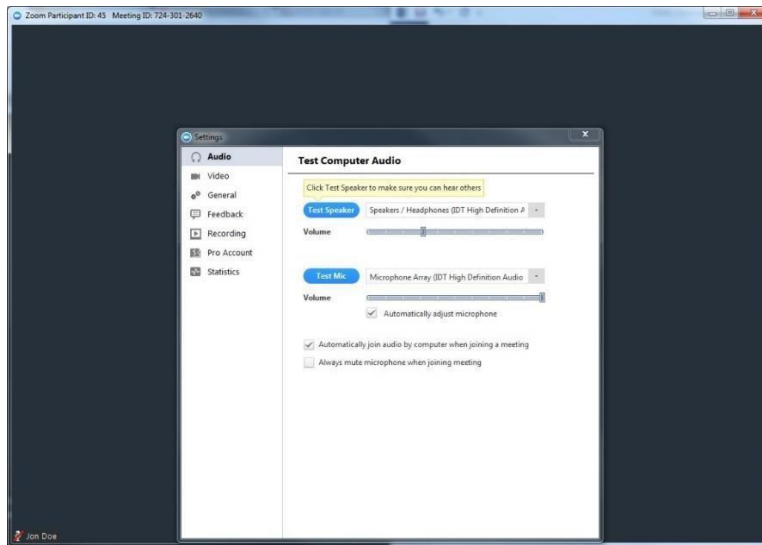 Zoom Participant ID: 45 Meeting ID: 724-301-2640
Settings
Audio
Video
General
Feedback
Recording
Pro Account
Statistics
Test Computer Audio
Click Test Speaker to make sure you can hear others
Test Speaker Speakers / Headphones (IDT High Definition A
Volume
Test Mic Microphone Array (IDT High Definition Audio
Volume
Automatically adjust microphone
Automatically join audio by computer when joining a meeting
Always mute microphone when joining meeting
Jon Doe